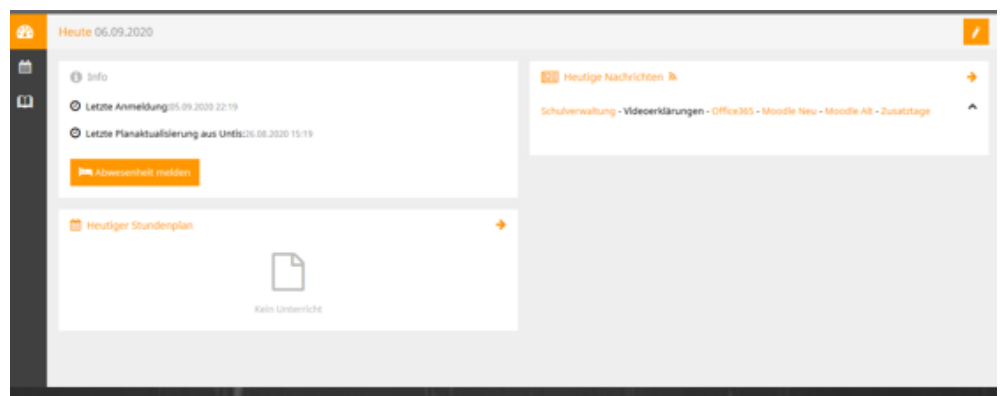 Heute 06.09.2020
Info
Letzte Anmeldung:05.09.2020 22:19
Letzte Planaktualisierung aus Untis:26.08.2020 15:19
Abwesenheit melden
Heutiger Stundenplan
Kein Unterricht
Heutige Nachrichten
Schulverwaltung - Videoerklärungen - Office365 - Moodle Neu - Moodle Alt - Zusatztage